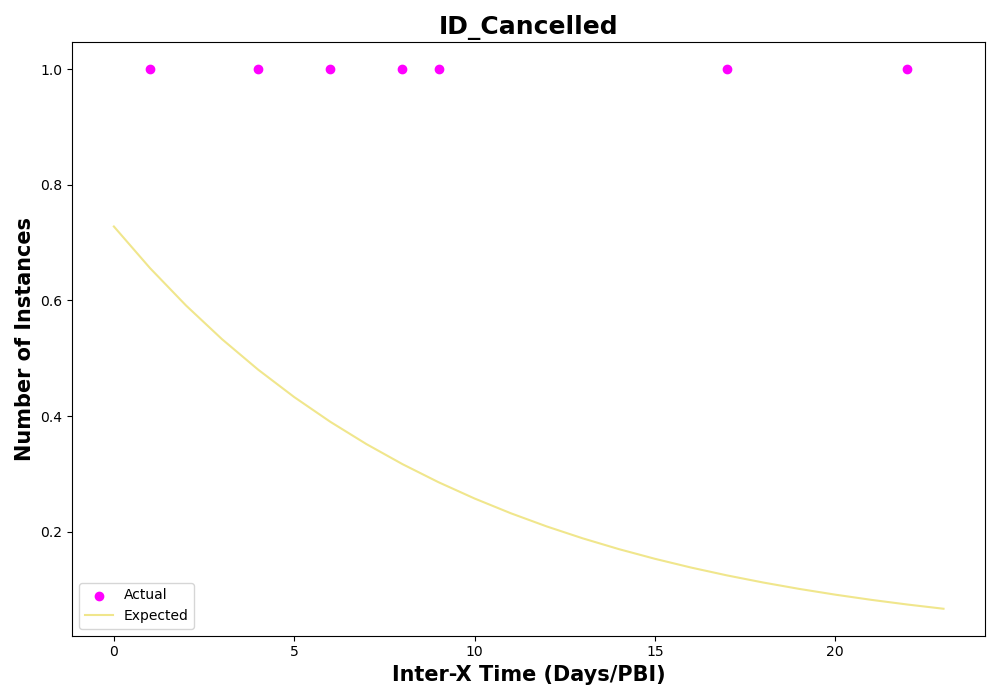 ID_Cancelled
Number of Instances
1.0
0.8
0.6
0.4
0.2
Actual
Expected
0
5
10
15
20
Inter-X Time (Days/PBI)